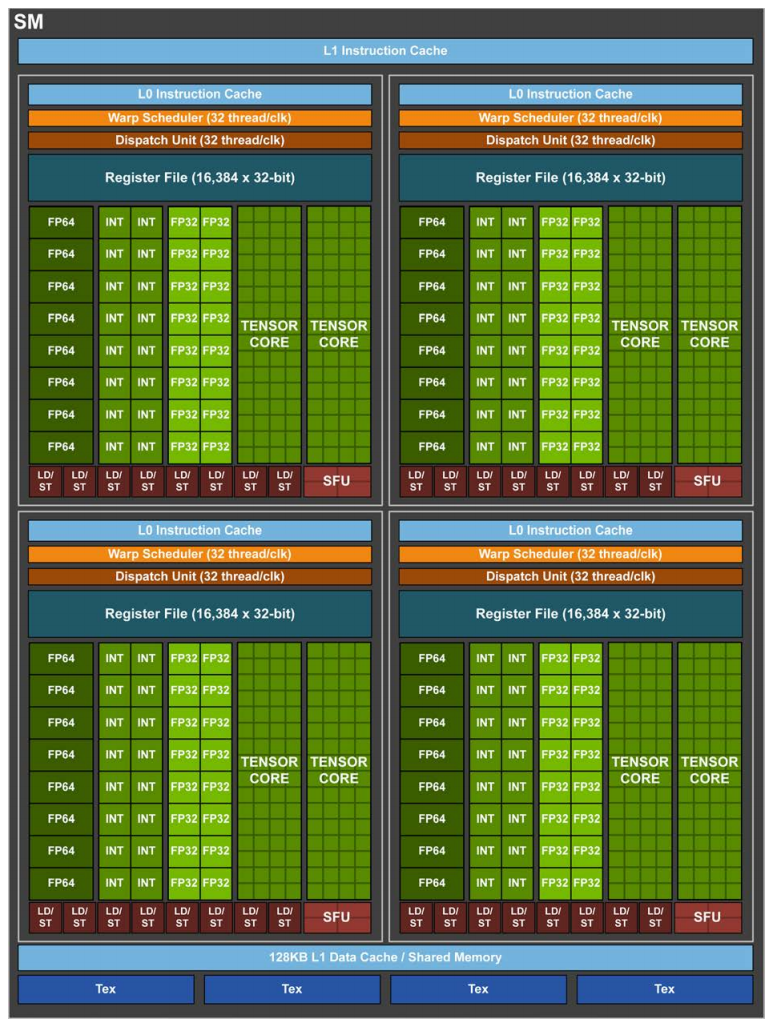 SM
L1 Instruction Cache
L0 Instruction Cache
Warp Scheduler (32 thread/clk)
Dispatch Unit (32 thread/clk)
Register File (16,384 x 32-bit)
FP64 INT INT FP32 FP32
FP64 INT INT FP32 FP32
FP64 INT INT FP32 FP32
FP64 INT INT FP32 FP32
TENSOR CORE TENSOR CORE
FP64 INT INT FP32 FP32
FP64 INT INT FP32 FP32
FP64 INT INT FP32 FP32
FP64 INT INT FP32 FP32
LD/ST LD/ST LD/ST LD/ST LD/ST LD/ST LD/ST LD/ST SFU
L0 Instruction Cache
Warp Scheduler (32 thread/clk)
Dispatch Unit (32 thread/clk)
Register File (16,384 x 32-bit)
FP64 INT INT FP32 FP32
FP64 INT INT FP32 FP32
FP64 INT INT FP32 FP32
FP64 INT INT FP32 FP32
TENSOR CORE TENSOR CORE
FP64 INT INT FP32 FP32
FP64 INT INT FP32 FP32
FP64 INT INT FP32 FP32
FP64 INT INT FP32 FP32
LD/ST LD/ST LD/ST LD/ST LD/ST LD/ST LD/ST LD/ST SFU
L0 Instruction Cache
Warp Scheduler (32 thread/clk)
Dispatch Unit (32 thread/clk)
Register File (16,384 x 32-bit)
FP64 INT INT FP32 FP32
FP64 INT INT FP32 FP32
FP64 INT INT FP32 FP32
FP64 INT INT FP32 FP32
TENSOR CORE TENSOR CORE
FP64 INT INT FP32 FP32
FP64 INT INT FP32 FP32
FP64 INT INT FP32 FP32
FP64 INT INT FP32 FP32
LD/ST LD/ST LD/ST LD/ST LD/ST LD/ST LD/ST LD/ST SFU
L0 Instruction Cache
Warp Scheduler (32 thread/clk)
Dispatch Unit (32 thread/clk)
Register File (16,384 x 32-bit)
FP64 INT INT FP32 FP32
FP64 INT INT FP32 FP32
FP64 INT INT FP32 FP32
FP64 INT INT FP32 FP32
TENSOR CORE TENSOR CORE
FP64 INT INT FP32 FP32
FP64 INT INT FP32 FP32
FP64 INT INT FP32 FP32
FP64 INT INT FP32 FP32
LD/ST LD/ST LD/ST LD/ST LD/ST LD/ST LD/ST LD/ST SFU
128KB L1 Data Cache / Shared Memory
Tex Tex Tex Tex